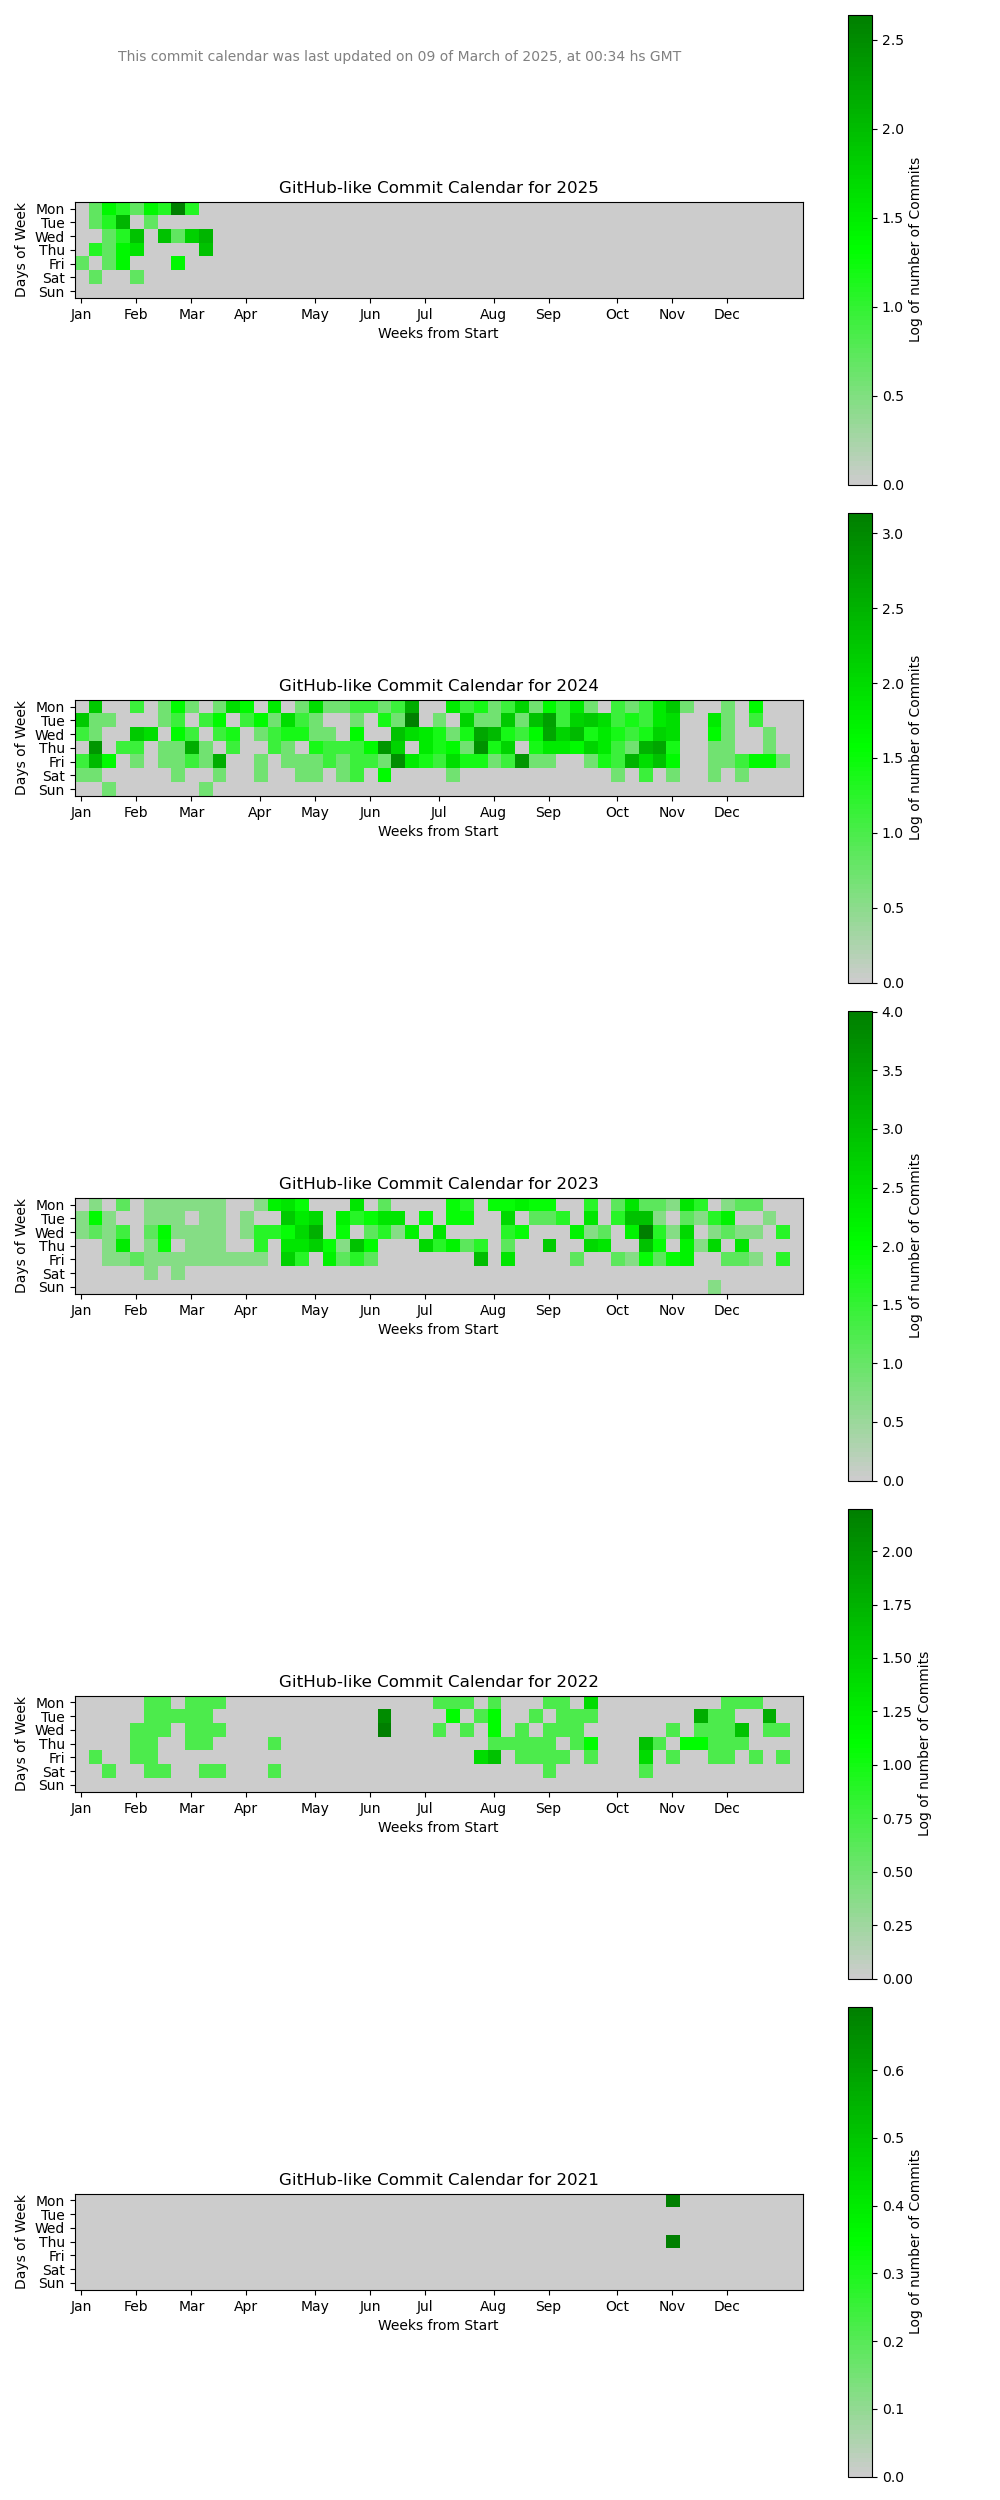 This commit calendar was last updated on 09 of March of 2025, at 00:34 hs GMT
GitHub-like Commit Calendar for 2025
Days of Week
Mon
Tue
Wed
Thu
Fri
Sat
Sun
Jan Feb Mar Apr May Jun Jul Aug Sep Oct Nov Dec
Weeks from Start
2.5
2.0
1.5
1.0
0.5
0.0
Log of number of Commits
GitHub-like Commit Calendar for 2024
Days of Week
Mon
Tue
Wed
Thu
Fri
Sat
Sun
Jan Feb Mar Apr May Jun Jul Aug Sep Oct Nov Dec
Weeks from Start
3.0
2.5
2.0
1.5
1.0
0.5
0.0
Log of number of Commits
GitHub-like Commit Calendar for 2023
Days of Week
Mon
Tue
Wed
Thu
Fri
Sat
Sun
Jan Feb Mar Apr May Jun Jul Aug Sep Oct Nov Dec
Weeks from Start
4.0
3.5
3.0
2.5
2.0
1.5
1.0
0.5
0.0
Log of number of Commits
GitHub-like Commit Calendar for 2022
Days of Week
Mon
Tue
Wed
Thu
Fri
Sat
Sun
Jan Feb Mar Apr May Jun Jul Aug Sep Oct Nov Dec
Weeks from Start
2.00
1.75
1.50
1.25
1.00
0.75
0.50
0.25
0.00
Log of number of Commits
GitHub-like Commit Calendar for 2021
Days of Week
Mon
Tue
Wed
Thu
Fri
Sat
Sun
Jan Feb Mar Apr May Jun Jul Aug Sep Oct Nov Dec
Weeks from Start
0.6
0.5
0.4
0.3
0.2
0.1
0.0
Log of number of Commits